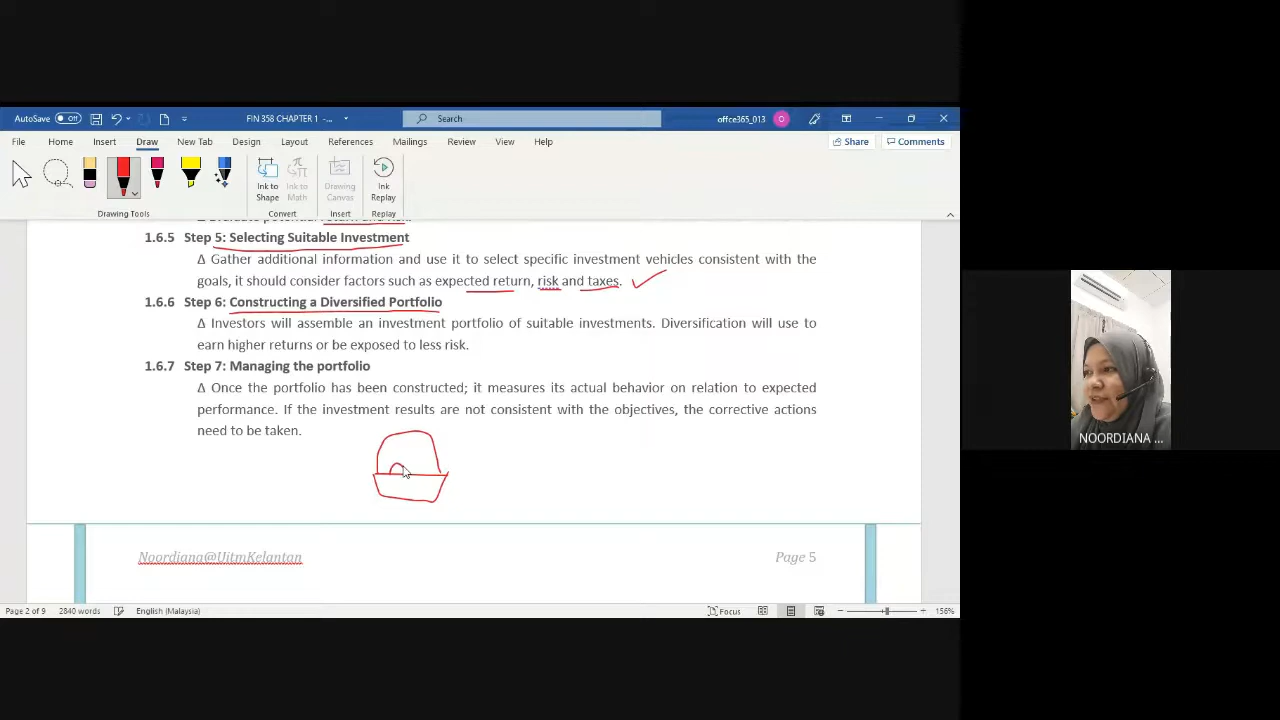 AutoSave Off
FIN 358 CHAPTER 1 -...
Search
offce365_013
File Home Insert Draw New Tab Design Layout References Mailings Review View Help
Share Comments
Ink to Shape
Ink to Math
Drawing Canvas
Ink Replay
Drawing Tools Convert Insert Replay
Δ Evaluate potential return and risk.
1.6.5 Step 5: Selecting Suitable Investment
Δ Gather additional information and use it to select specific investment vehicles consistent with the
goals, it should consider factors such as expected return, risk and taxes.
1.6.6 Step 6: Constructing a Diversified Portfolio
Δ Investors will assemble an investment portfolio of suitable investments. Diversification will use to
earn higher returns or be exposed to less risk.
1.6.7 Step 7: Managing the portfolio
Δ Once the portfolio has been constructed; it measures its actual behavior on relation to expected
performance. If the investment results are not consistent with the objectives, the corrective actions
need to be taken.
NOORDIANA ...
Noordiana@UitmKelantan
Page 5
Page 2 of 9 2840 words English (Malaysia) Focus 156%